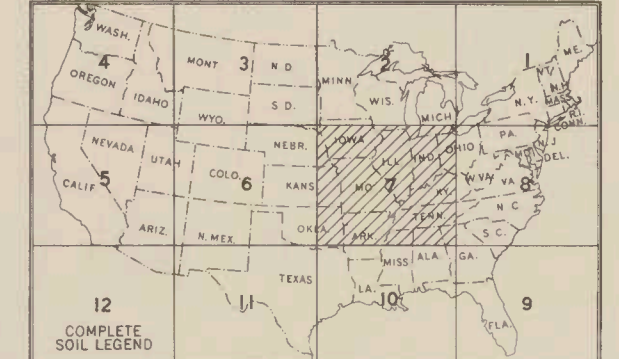 WASH.
MONT
3
N D
2
1
ME.
4
OREGON
IDAHO
WYO.
S D.
MINN
WIS.
MICH
N.Y.
VT.
N.H
MASS
R.I.
CONN.
NEVADA
UTAH
CALIF
5
COLO.
6
NEBR.
KANS
IOWA
ILL
IND
OHIO
PA.
N J
MD
DEL.
MO
7
KY.
W VA
VA
8
ARIZ.
N. MEX.
OKLA.
ARK.
TENN.
N C
S C.
TEXAS
MISS
ALA.
GA.
LA.
10
9
FLA.
12
COMPLETE
SOIL LEGEND
11